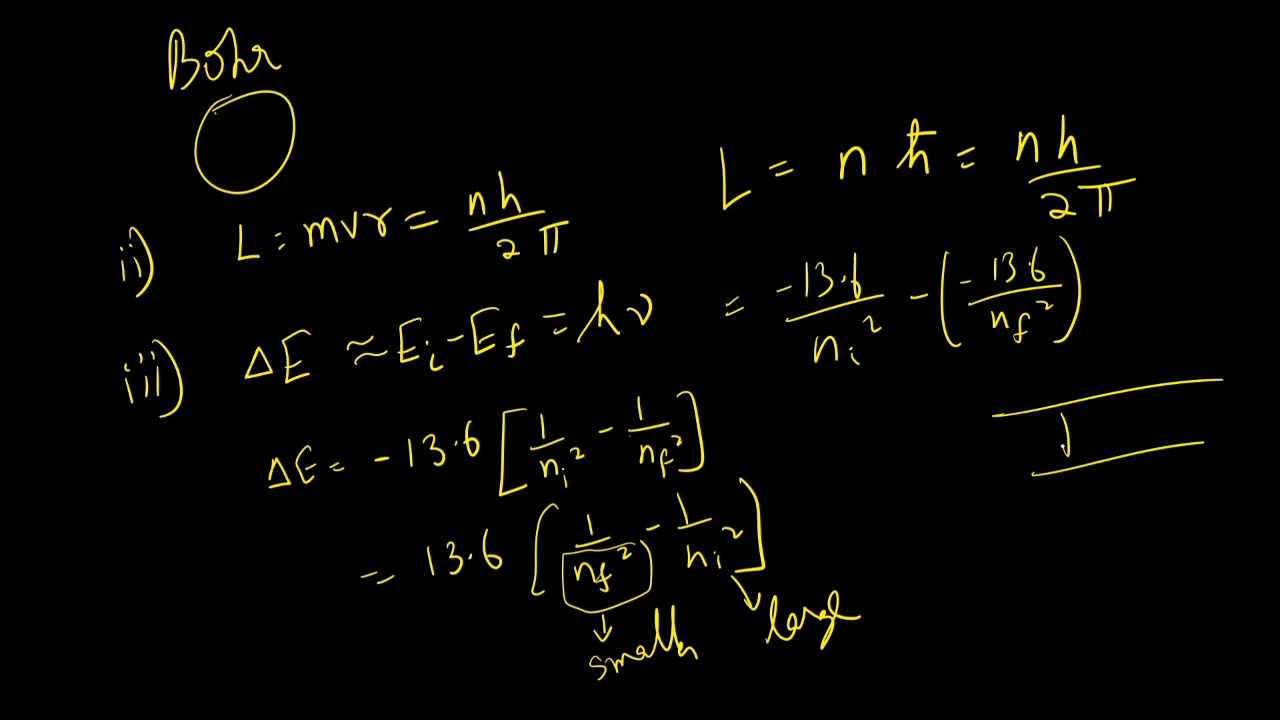 Bohr
L = nħ = nh/2π
ii) L = mvr = nh/2π
iii) ΔE ≈ Ei - Ef = hν = -13.6/ni² - (-13.6/nf²)
ΔE = -13.6 [1/ni² - 1/nf²]
= 13.6 [1/nf² - 1/ni²]
smaller large